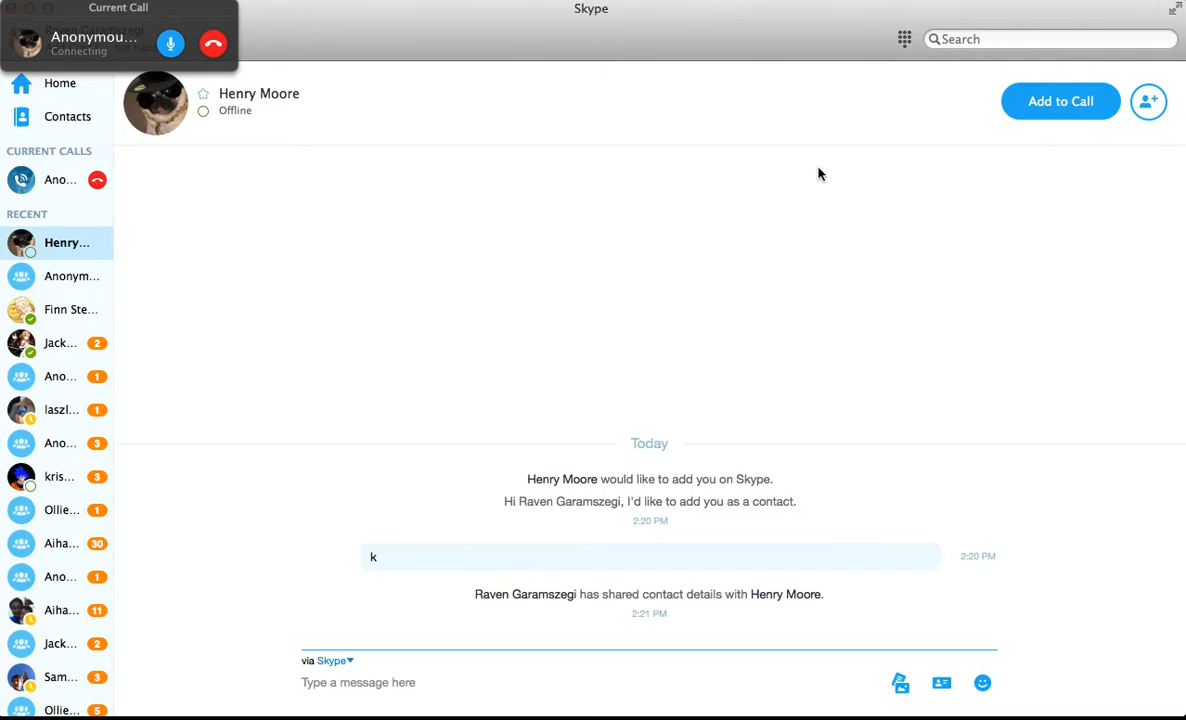 Current Call
Skype
Anonymou...
Connecting
Search
Home
Contacts
CURRENT CALLS
Ano...
RECENT
Henry...
Anonym...
Finn Ste...
Jack... 2
Ano... 1
laszl... 1
Ano... 3
kris... 3
Ollie... 1
Aiha... 30
Ano... 1
Aiha... 11
Jack... 2
Sam... 3
Ollie... 5
Henry Moore
Offline
Add to Call
Today
Henry Moore would like to add you on Skype.
Hi Raven Garamszegi, I'd like to add you as a contact.
2:20 PM
k 2:20 PM
Raven Garamszegi has shared contact details with Henry Moore.
2:21 PM
via Skype
Type a message here